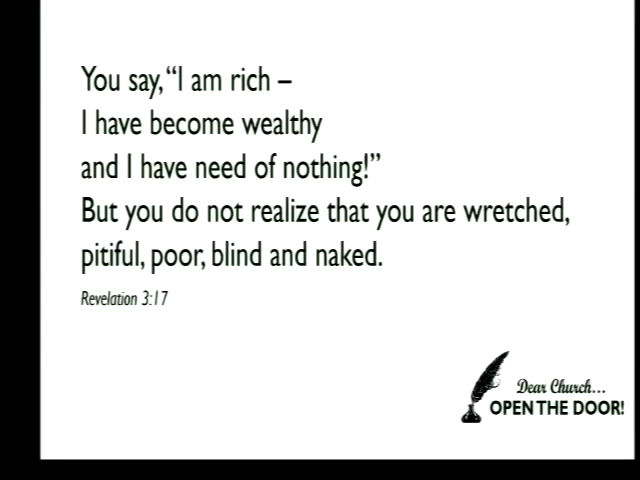 You say, “I am rich –
I have become wealthy
and I have need of nothing!”
But you do not realize that you are wretched,
pitiful, poor, blind and naked.
Revelation 3:17
Dear Church...
OPEN THE DOOR!